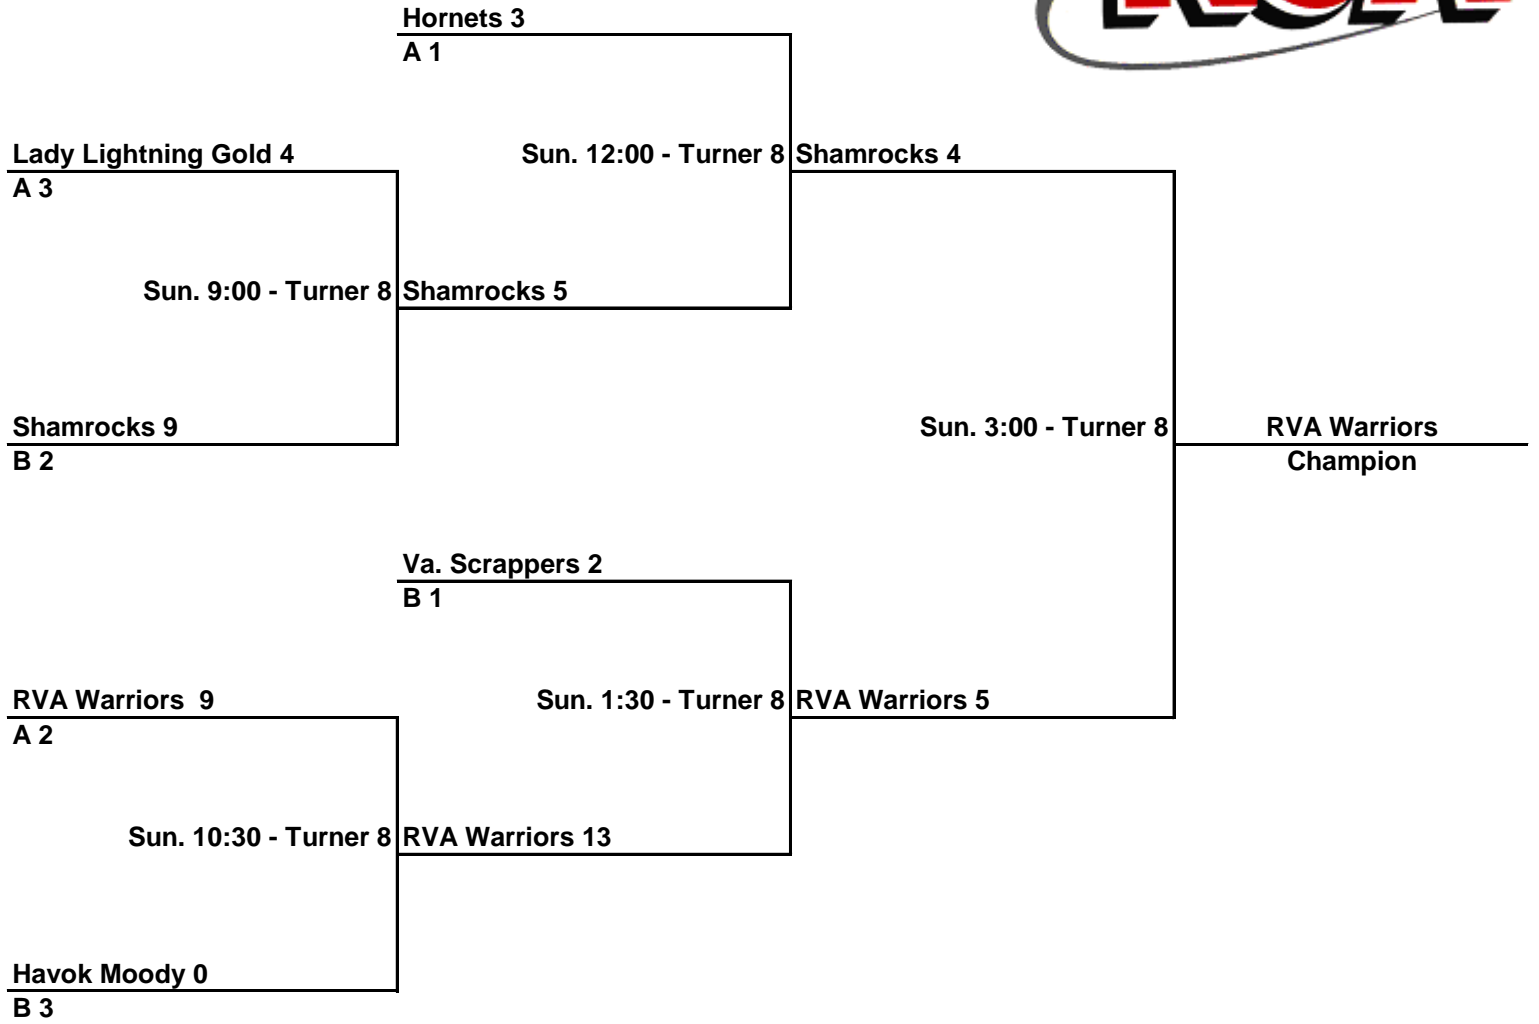 Hornets 3
A 1
Lady Lightning Gold 4
Sun. 12:00 - Turner 8 Shamrocks 4
A 3
Sun. 9:00 - Turner 8 Shamrocks 5
Shamrocks 9
Sun. 3:00 - Turner 8
RVA Warriors
B 2
Champion
Va. Scrappers 2
B 1
RVA Warriors  9
Sun. 1:30 - Turner 8 RVA Warriors 5
A 2
Sun. 10:30 - Turner 8 RVA Warriors 13
Havok Moody 0
B 3